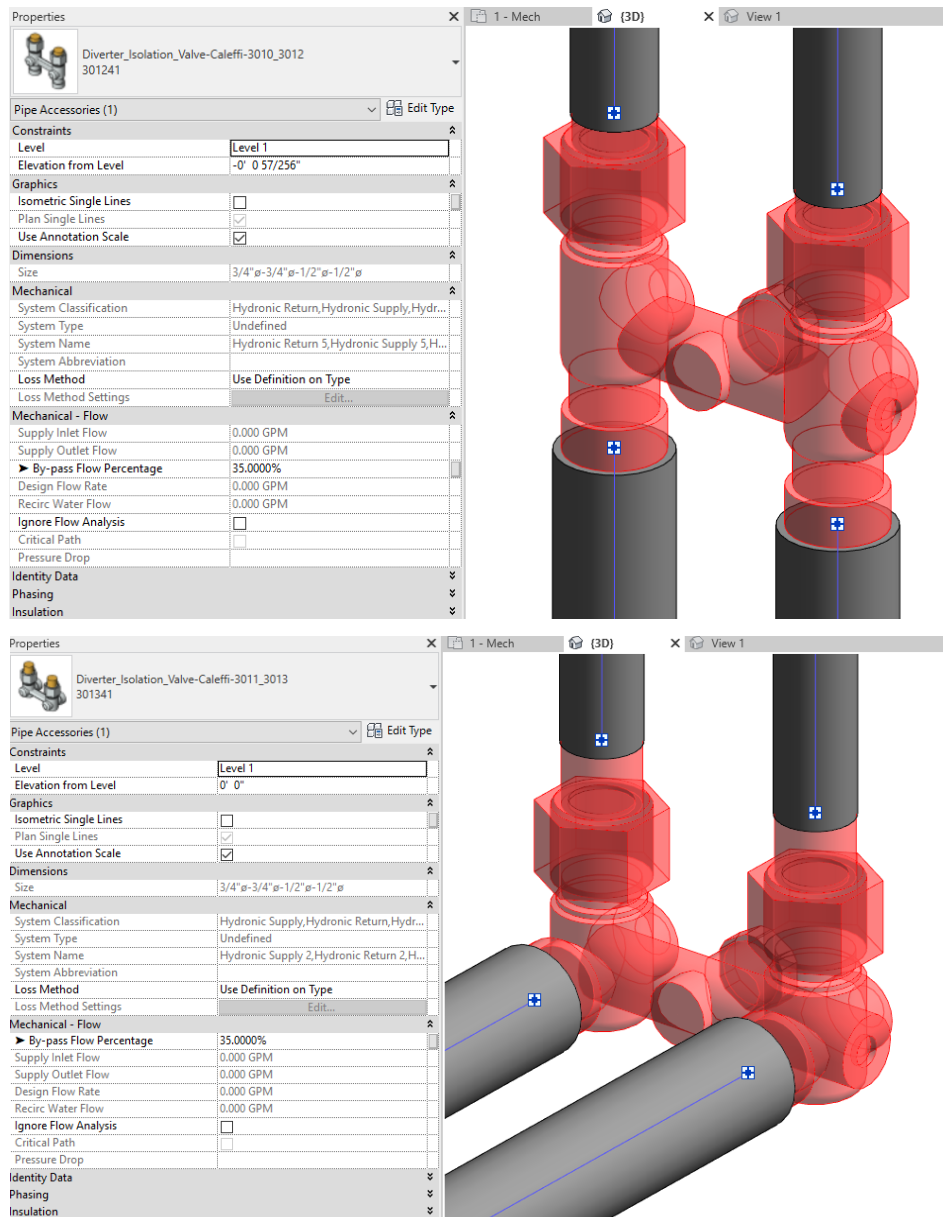 Properties
1 - Mech
{3D}
View 1
Diverter_Isolation_Valve-Caleffi-3010_3012
301241
Pipe Accessories (1)
Edit Type
Constraints
Level Level 1
Elevation from Level -0' 0 57/256"
Graphics
Isometric Single Lines
Plan Single Lines
Use Annotation Scale
Dimensions
Size 3/4"ø-3/4"ø-1/2"ø-1/2"ø
Mechanical
System Classification Hydronic Return,Hydronic Supply,Hydr...
System Type Undefined
System Name Hydronic Return 5,Hydronic Supply 5,H...
System Abbreviation
Loss Method Use Definition on Type
Loss Method Settings Edit...
Mechanical - Flow
Supply Inlet Flow 0.000 GPM
Supply Outlet Flow 0.000 GPM
➤ By-pass Flow Percentage 35.0000%
Design Flow Rate 0.000 GPM
Recirc Water Flow 0.000 GPM
Ignore Flow Analysis
Critical Path
Pressure Drop
Identity Data
Phasing
Insulation
Properties
1 - Mech
{3D}
View 1
Diverter_Isolation_Valve-Caleffi-3011_3013
301341
Pipe Accessories (1)
Edit Type
Constraints
Level Level 1
Elevation from Level 0' 0"
Graphics
Isometric Single Lines
Plan Single Lines
Use Annotation Scale
Dimensions
Size 3/4"ø-3/4"ø-1/2"ø-1/2"ø
Mechanical
System Classification Hydronic Supply,Hydronic Return,Hydr...
System Type Undefined
System Name Hydronic Supply 2,Hydronic Return 2,H...
System Abbreviation
Loss Method Use Definition on Type
Loss Method Settings Edit...
Mechanical - Flow
➤ By-pass Flow Percentage 35.0000%
Supply Inlet Flow 0.000 GPM
Supply Outlet Flow 0.000 GPM
Design Flow Rate 0.000 GPM
Recirc Water Flow 0.000 GPM
Ignore Flow Analysis
Critical Path
Pressure Drop
Identity Data
Phasing
Insulation